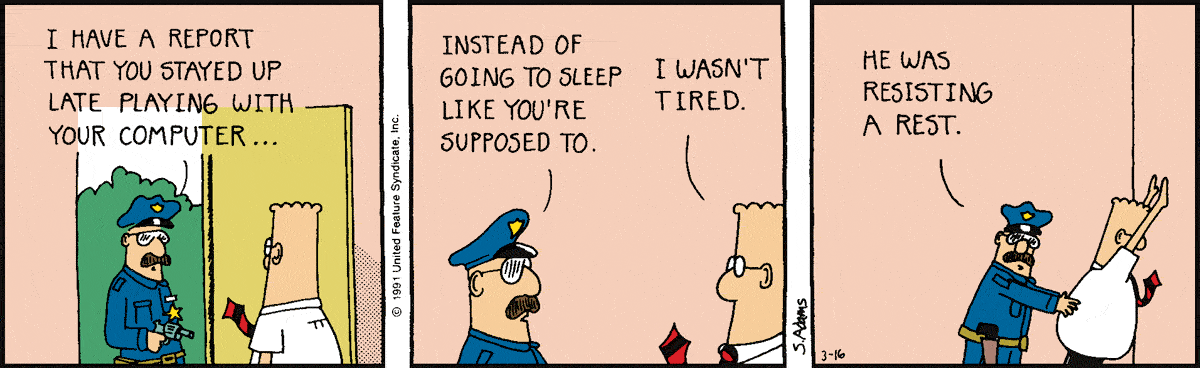 I HAVE A REPORT
THAT YOU STAYED UP
LATE PLAYING WITH
YOUR COMPUTER...
© 1991 United Feature Syndicate, Inc.
INSTEAD OF
GOING TO SLEEP
LIKE YOU'RE
SUPPOSED TO.
I WASN'T
TIRED.
S.Adams
HE WAS
RESISTING
A REST.
3-16